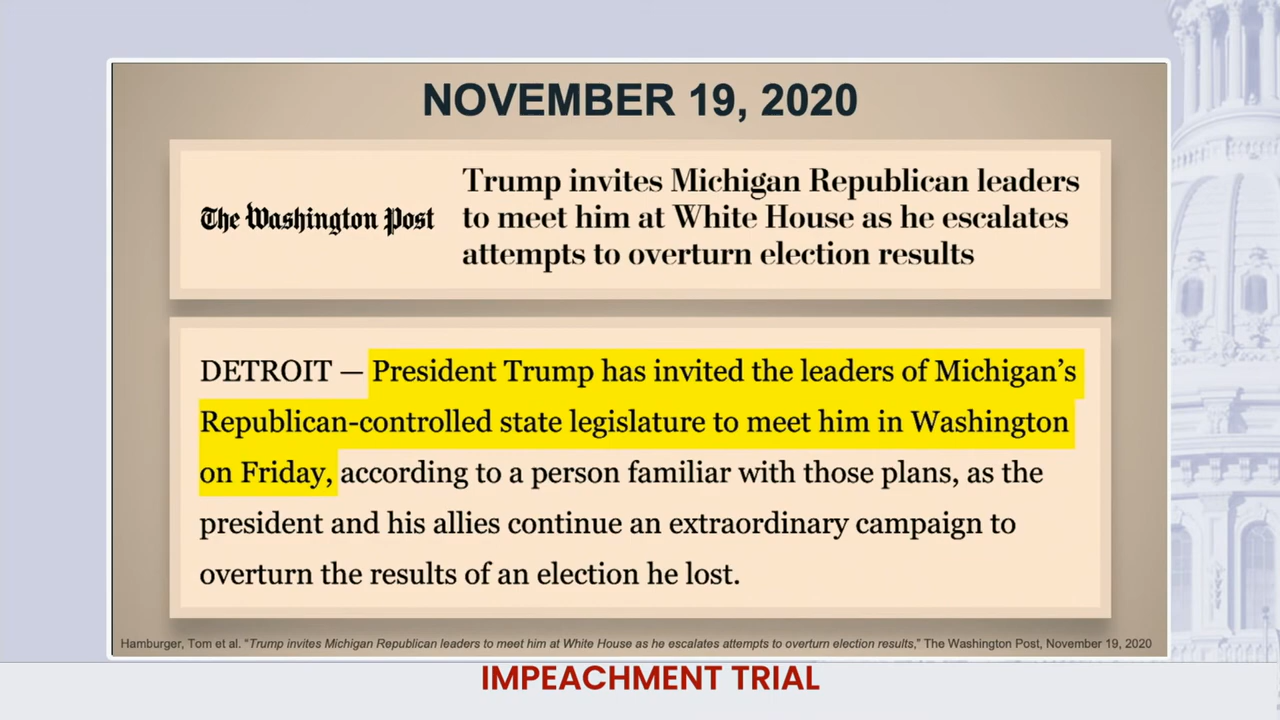 NOVEMBER 19, 2020
The Washington Post
Trump invites Michigan Republican leaders
to meet him at White House as he escalates
attempts to overturn election results
DETROIT — President Trump has invited the leaders of Michigan’s
Republican-controlled state legislature to meet him in Washington
on Friday, according to a person familiar with those plans, as the
president and his allies continue an extraordinary campaign to
overturn the results of an election he lost.
Hamburger, Tom et al. “Trump invites Michigan Republican leaders to meet him at White House as he escalates attempts to overturn election results,” The Washington Post, November 19, 2020
IMPEACHMENT TRIAL